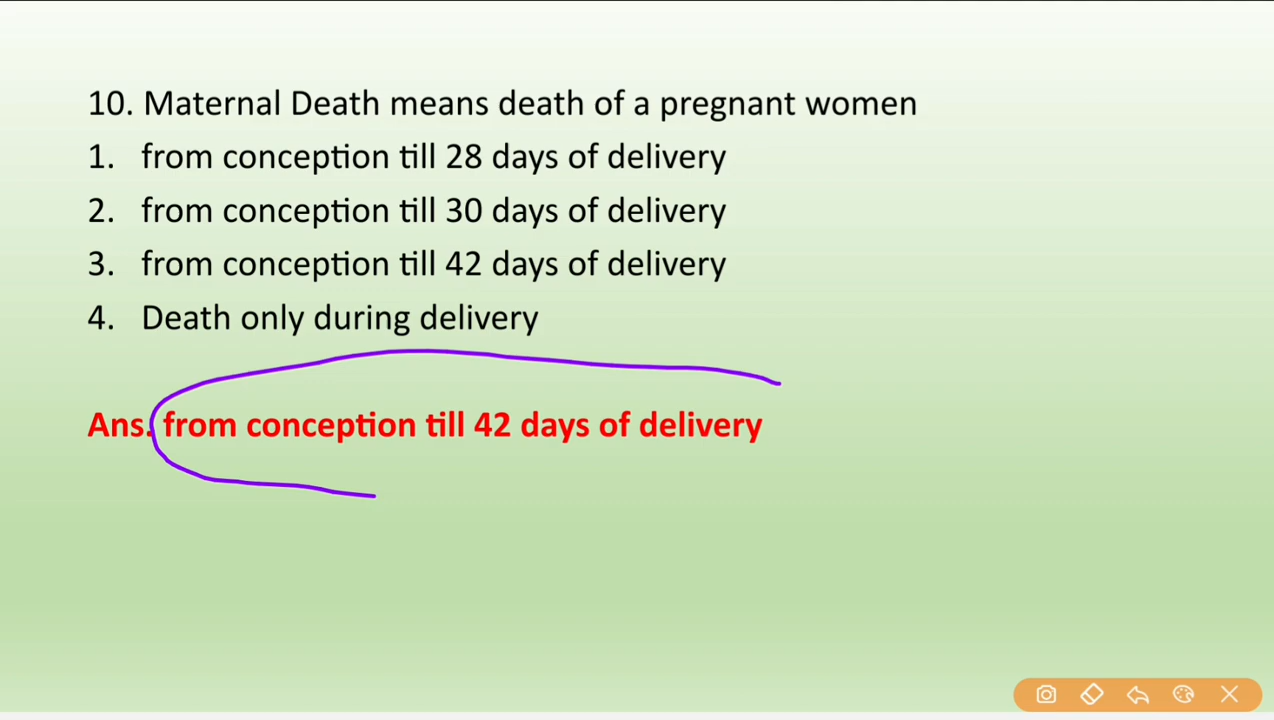 10. Maternal Death means death of a pregnant women
1. from conception till 28 days of delivery
2. from conception till 30 days of delivery
3. from conception till 42 days of delivery
4. Death only during delivery
Ans. from conception till 42 days of delivery